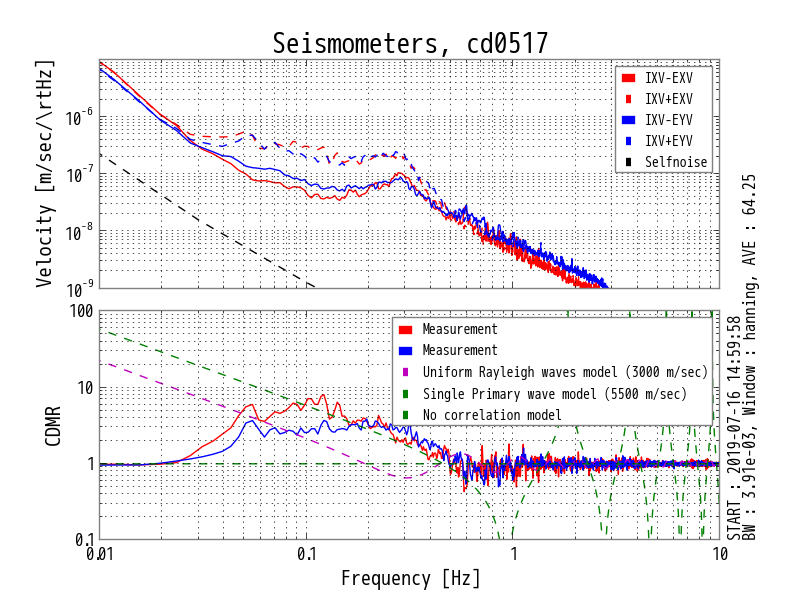 Seismometers, cd0517
Velocity [m/sec/\rtHz]
10^-6
10^-7
10^-8
10^-9
IXV-EXV
IXV+EXV
IXV-EYV
IXV+EYV
Selfnoise
CDMR
100
10
1
0.1
Measurement
Measurement
Uniform Rayleigh waves model (3000 m/sec)
Single Primary wave model (5500 m/sec)
No correlation model
0.01
0.1
1
10
Frequency [Hz]
START : 2019-07-16 14:59:58
BW : 3.91e-03, Window : hanning, AVE : 64.25